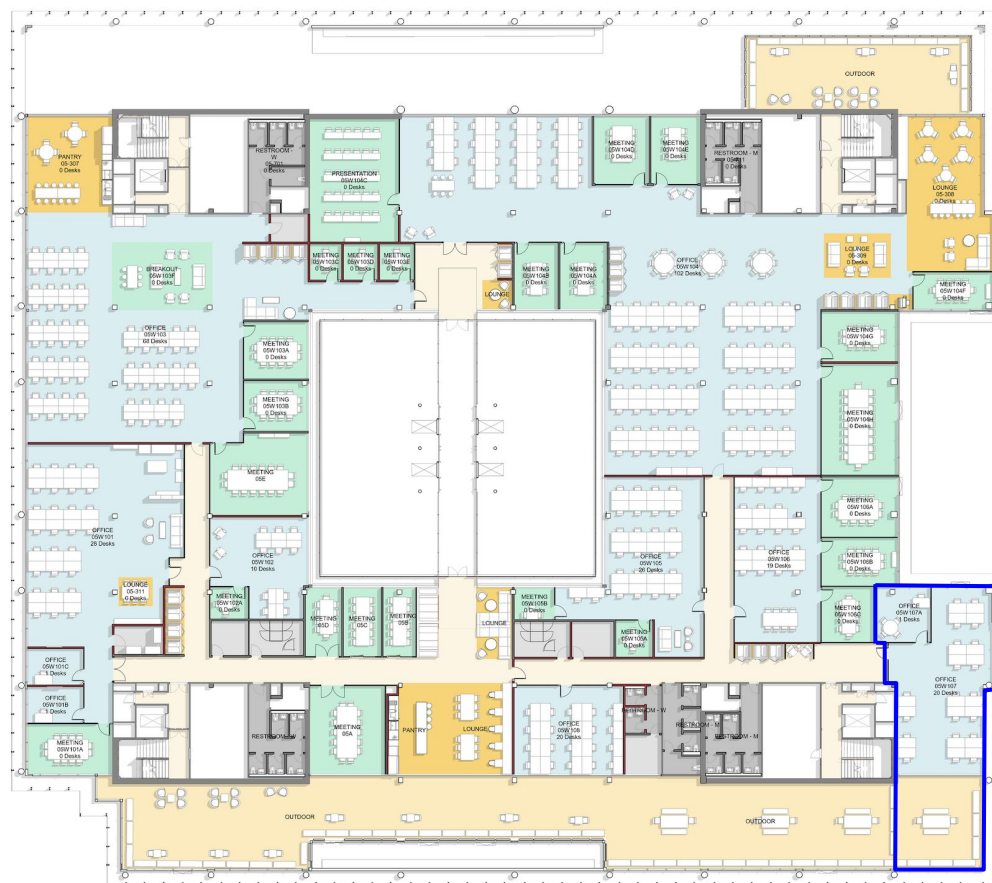 OUTDOOR
PANTRY
05-307
0 Desks
RESTROOM -
W
05-701
PRESENTATION
05W104C
0 Desks
MEETING
05W104D
0 Desks
MEETING
05W104E
0 Desks
RESTROOM - M
LOUNGE
05-308
0 Desks
BREAKOUT
05W103F
0 Desks
MEETING
05W103C
0 Desks
MEETING
05W103D
0 Desks
MEETING
05W103E
0 Desks
LOUNGE
MEETING
05W104B
0 Desks
MEETING
05W104A
0 Desks
OFFICE
05W104
102 Desks
LOUNGE
05-309
0 Desks
MEETING
05W104F
0 Desks
OFFICE
05W103
68 Desks
MEETING
05W103A
0 Desks
MEETING
05W104G
0 Desks
MEETING
05W103B
0 Desks
MEETING
05W104H
0 Desks
MEETING
05E
OFFICE
05W101
26 Desks
OFFICE
05W102
10 Desks
OFFICE
05W105
26 Desks
OFFICE
05W106
19 Desks
MEETING
05W106A
0 Desks
MEETING
05W106B
0 Desks
LOUNGE
05-311
0 Desks
MEETING
05W102A
0 Desks
MEETING
05D
MEETING
05C
MEETING
05B
LOUNGE
MEETING
05W105B
0 Desks
MEETING
05W105A
0 Desks
MEETING
05W106C
0 Desks
OFFICE
05W107A
1 Desks
OFFICE
05W101C
1 Desks
OFFICE
05W101B
1 Desks
MEETING
05W101A
0 Desks
RESTROOM - W
MEETING
05A
PANTRY
LOUNGE
OFFICE
05W108
20 Desks
RESTROOM - W
RESTROOM - M
RESTROOM - M
OFFICE
05W107
20 Desks
OUTDOOR
OUTDOOR